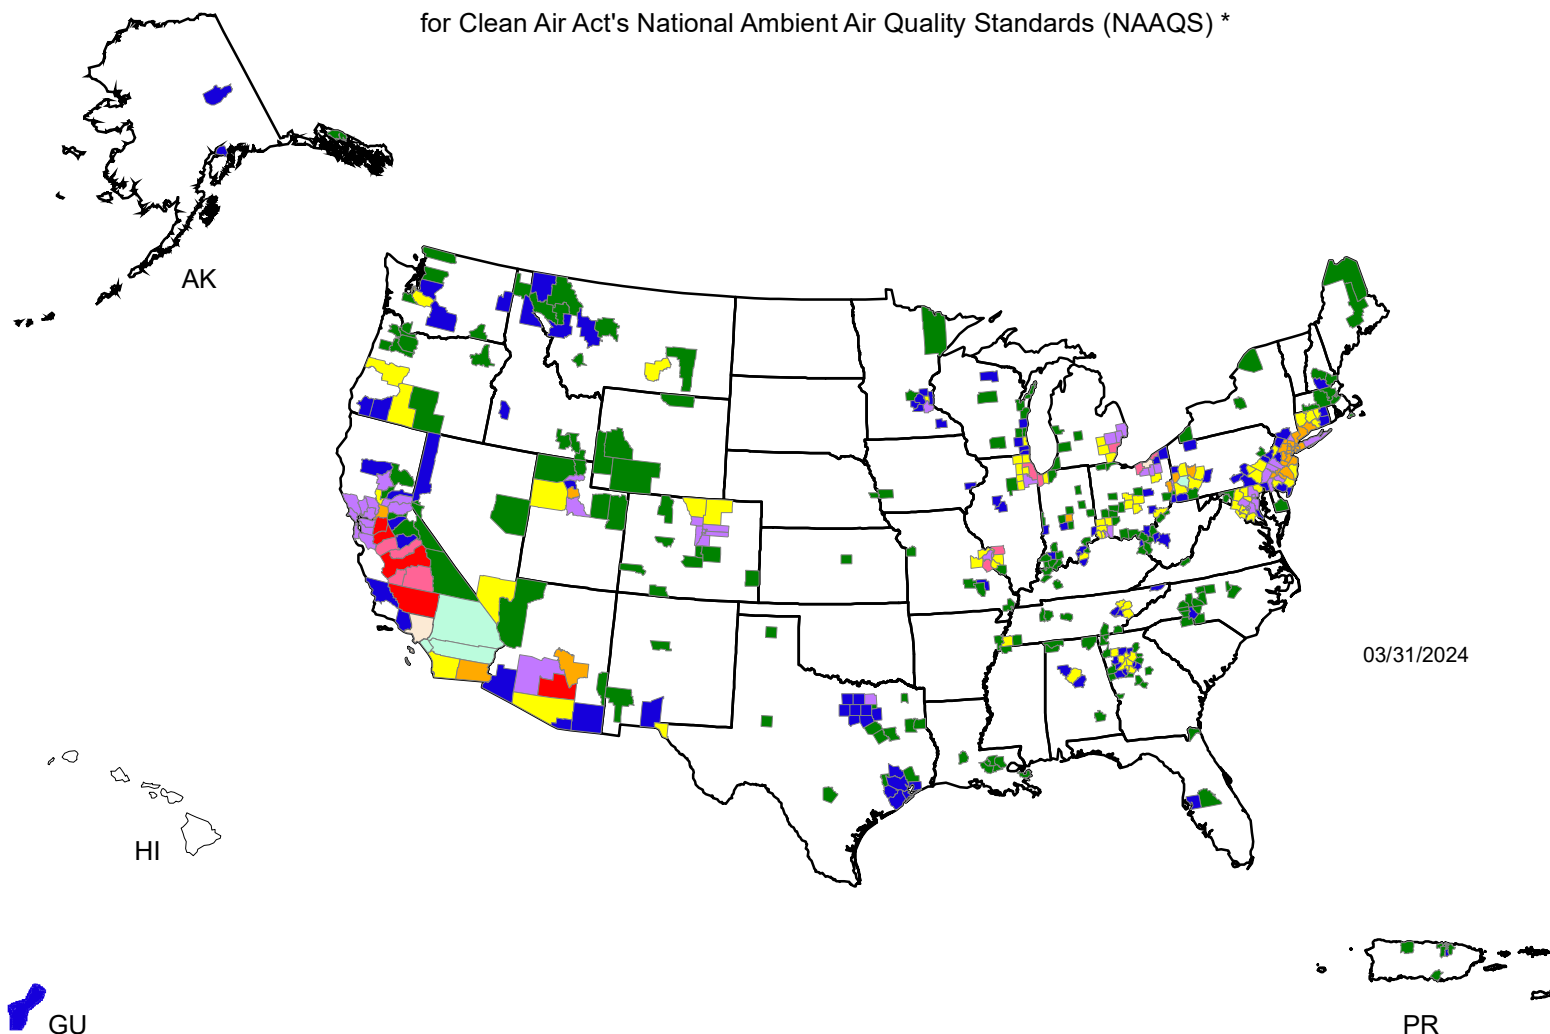 for Clean Air Act's National Ambient Air Quality Standards (NAAQS) *
AK
03/31/2024
HI
GU
PR